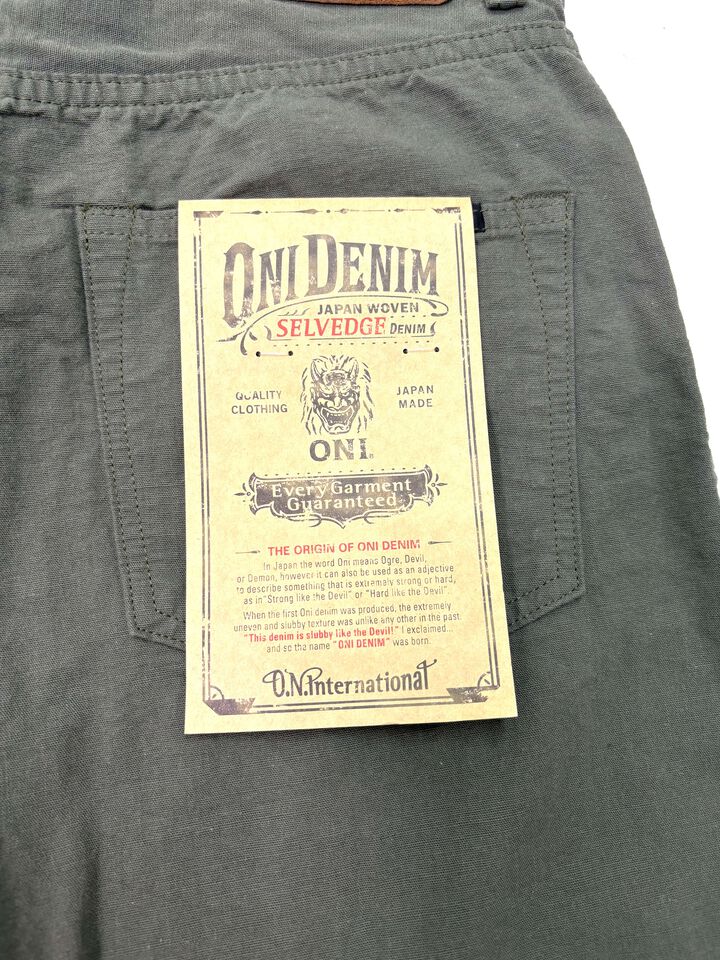 ONI DENIM
JAPAN WOVEN
SELVEDGE DENIM
QUALITY CLOTHING
JAPAN MADE
ONI
Every Garment
Guaranteed
THE ORIGIN OF ONI DENIM
In Japan the word Oni means Ogre, Devil,
or Demon, however it can also be used as an adjective
to describe something that is extremely strong or hard,
as in "Strong like the Devil" or "Hard like the Devil".
When the first Oni denim was produced, the extremely
uneven and slubby texture was unlike any other in the past.
"This denim is slubby like the Devil!" I exclaimed...
and so the name "ONI DENIM" was born.
O.N.International